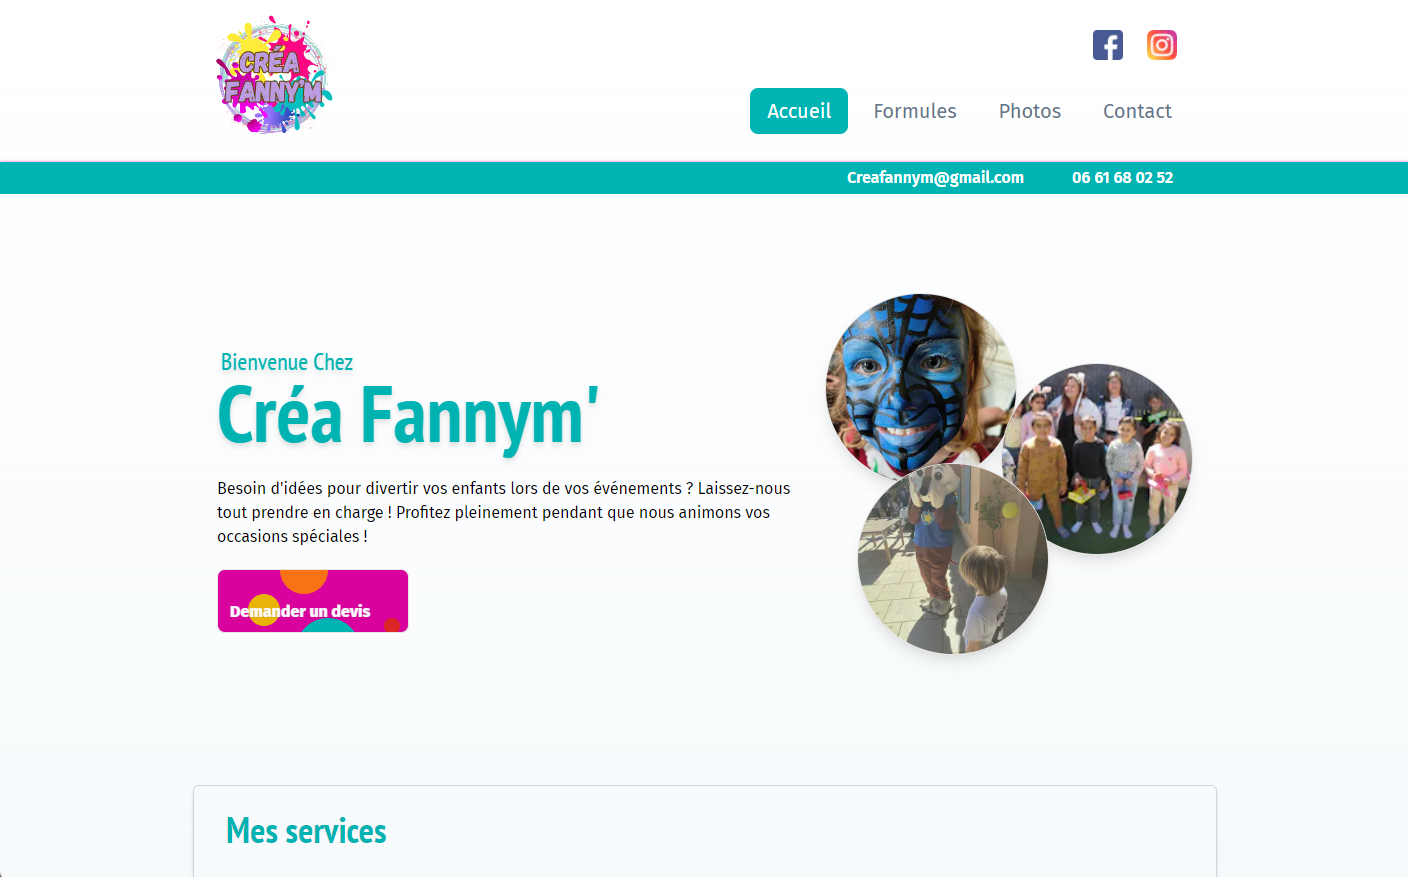 CRÉA
FANNY'M
Accueil
Formules
Photos
Contact
Creafannym@gmail.com
06 61 68 02 52
Bienvenue Chez
Créa Fannym'
Besoin d'idées pour divertir vos enfants lors de vos événements ? Laissez-nous
tout prendre en charge ! Profitez pleinement pendant que nous animons vos
occasions spéciales !
Demander un devis
Mes services